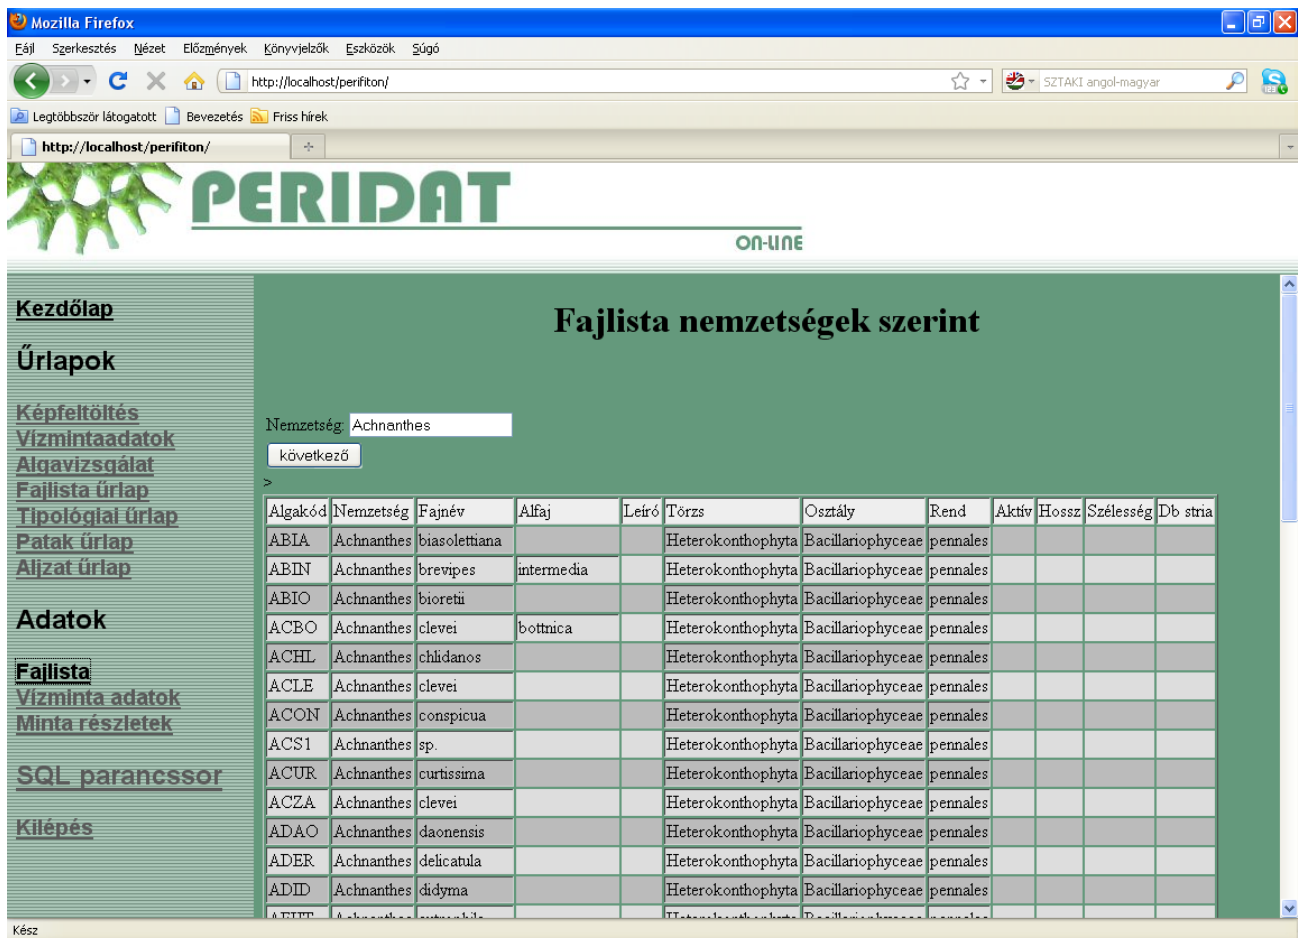 Mozilla Firefox
Fájl Szerkesztés Nézet Előzmények Könyvjelzők Eszközök Súgó
http://localhost/perifiton/
SZTAKI angol-magyar
Legtöbbször látogatott Bevezetés Friss hírek
http://localhost/perifiton/
PERIDAT
ON-LINE
Kezdőlap
Űrlapok
Képfeltöltés
Vízmintaadatok
Algavizsgálat
Fajlista űrlap
Tipológiai űrlap
Patak űrlap
Aljzat űrlap
Adatok
Fajlista
Vízminta adatok
Minta részletek
SQL parancssor
Kilépés
Fajlista nemzetségek szerint
Nemzetség: Achnanthes
következő
>
Algakód Nemzetség Fajnév Alfaj Leíró Törzs Osztály Rend Aktív Hossz Szélesség Db stria
ABIA Achnanthes biasolettiana Heterokonthophyta Bacillariophyceae pennales
ABIN Achnanthes brevipes intermedia Heterokonthophyta Bacillariophyceae pennales
ABIO Achnanthes bioretii Heterokonthophyta Bacillariophyceae pennales
ACBO Achnanthes clevei bottnica Heterokonthophyta Bacillariophyceae pennales
ACHL Achnanthes chlidanos Heterokonthophyta Bacillariophyceae pennales
ACLE Achnanthes clevei Heterokonthophyta Bacillariophyceae pennales
ACON Achnanthes conspicua Heterokonthophyta Bacillariophyceae pennales
ACS1 Achnanthes sp. Heterokonthophyta Bacillariophyceae pennales
ACUR Achnanthes curtissima Heterokonthophyta Bacillariophyceae pennales
ACZA Achnanthes clevei Heterokonthophyta Bacillariophyceae pennales
ADAO Achnanthes daonensis Heterokonthophyta Bacillariophyceae pennales
ADER Achnanthes delicatula Heterokonthophyta Bacillariophyceae pennales
ADID Achnanthes didyma Heterokonthophyta Bacillariophyceae pennales
Kész